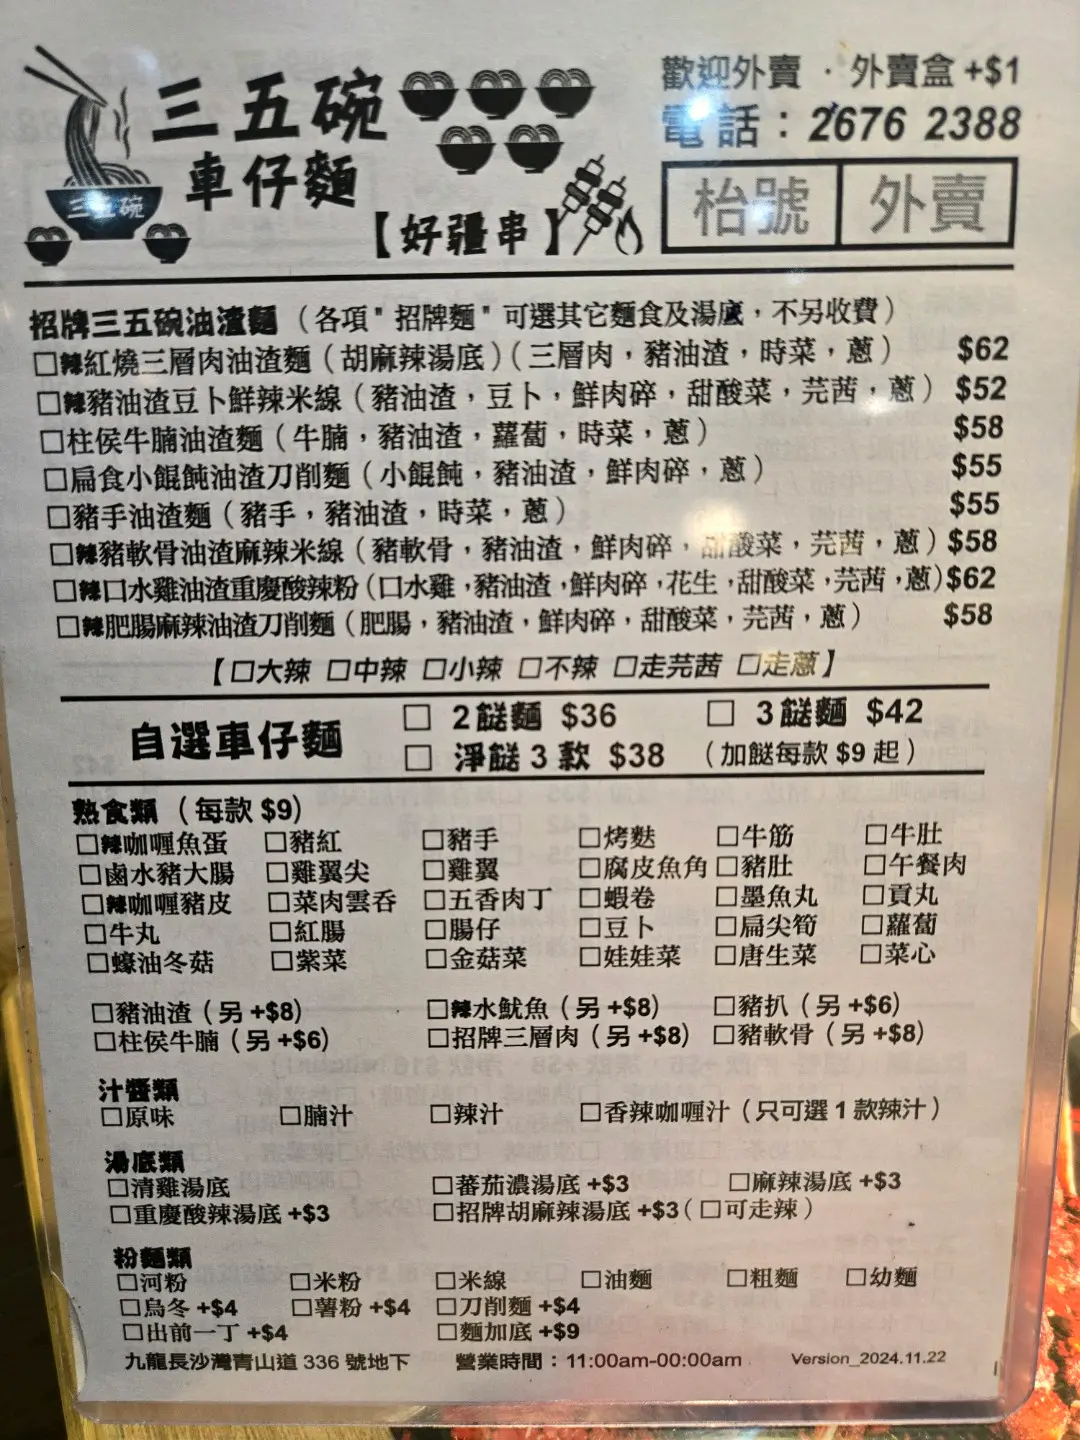 三五碗
車仔麵
三五碗
【好疆串】
歡迎外賣 · 外賣盒 +$1
電話：2676 2388
枱號 外賣
招牌三五碗油渣麵（各項"招牌麵"可選其它麵食及湯底，不另收費）
□辣紅燒三層肉油渣麵（胡麻辣湯底）（三層肉，豬油渣，時菜，蔥） $62
□辣豬油渣豆卜鮮辣米線（豬油渣，豆卜，鮮肉碎，甜酸菜，芫茜，蔥） $52
□柱侯牛腩油渣麵（牛腩，豬油渣，蘿蔔，時菜，蔥） $58
□扁食小餛飩油渣刀削麵（小餛飩，豬油渣，鮮肉碎，蔥） $55
□豬手油渣麵（豬手，豬油渣，時菜，蔥） $55
□辣豬軟骨油渣麻辣米線（豬軟骨，豬油渣，鮮肉碎，甜酸菜，芫茜，蔥） $58
□辣口水雞油渣重慶酸辣粉（口水雞，豬油渣，鮮肉碎，花生，甜酸菜，芫茜，蔥） $62
□辣肥腸麻辣油渣刀削麵（肥腸，豬油渣，鮮肉碎，甜酸菜，芫茜，蔥） $58
【□大辣 □中辣 □小辣 □不辣 □走芫茜 □走蔥】
自選車仔麵
□ 2餸麵 $36 □ 3餸麵 $42
□ 淨餸3款 $38 （加餸每款 $9 起）
熟食類（每款 $9）
□辣咖喱魚蛋 □豬紅 □豬手 □烤麩 □牛筋 □牛肚
□鹵水豬大腸 □雞翼尖 □雞翼 □腐皮魚角 □豬肚 □午餐肉
□辣咖喱豬皮 □菜肉雲吞 □五香肉丁 □蝦卷 □墨魚丸 □貢丸
□牛丸 □紅腸 □腸仔 □豆卜 □扁尖筍 □蘿蔔
□蠔油冬菇 □紫菜 □金菇菜 □娃娃菜 □唐生菜 □菜心
□豬油渣（另 +$8） □辣水魷魚（另 +$8） □豬扒（另 +$6）
□柱侯牛腩（另 +$6） □招牌三層肉（另 +$8） □豬軟骨（另 +$8）
汁醬類
□原味 □腩汁 □辣汁 □香辣咖喱汁（只可選 1 款辣汁）
湯底類
□清雞湯底 □蕃茄濃湯底 +$3 □麻辣湯底 +$3
□重慶酸辣湯底 +$3 □招牌胡麻辣湯底 +$3（□可走辣）
粉麵類
□河粉 □米粉 □米線 □油麵 □粗麵 □幼麵
□烏冬 +$4 □薯粉 +$4 □刀削麵 +$4
□出前一丁 +$4 □麵加底 +$9
九龍長沙灣青山道 336 號地下 營業時間：11:00am-00:00am Version_2024.11.22